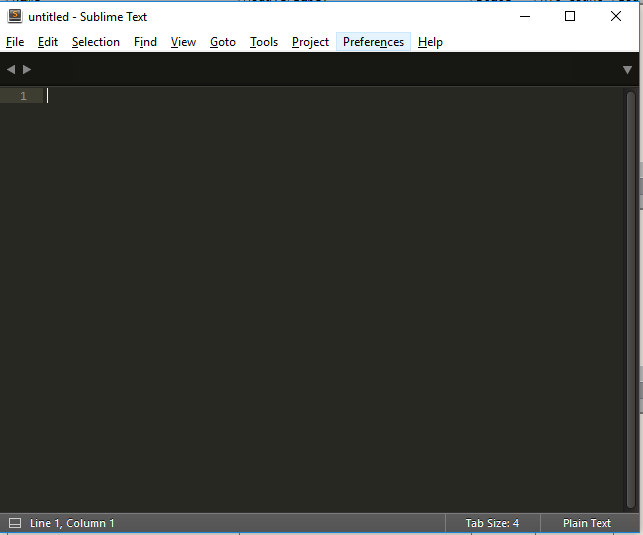 untitled - Sublime Text
File Edit Selection Find View Goto Tools Project Preferences Help
1
Line 1, Column 1 Tab Size: 4 Plain Text